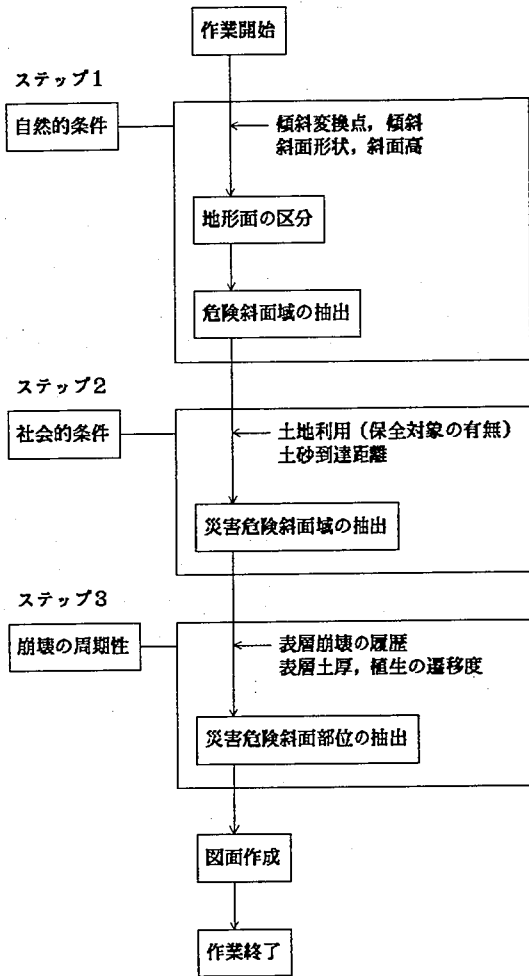 作業開始
ステップ1
自然的条件
傾斜変換点，傾斜
斜面形状，斜面高
地形面の区分
危険斜面域の抽出
ステップ2
社会的条件
土地利用（保全対象の有無）
土砂到達距離
災害危険斜面域の抽出
ステップ3
崩壊の周期性
表層崩壊の履歴
表層土厚，植生の遷移度
災害危険斜面部位の抽出
図面作成
作業終了